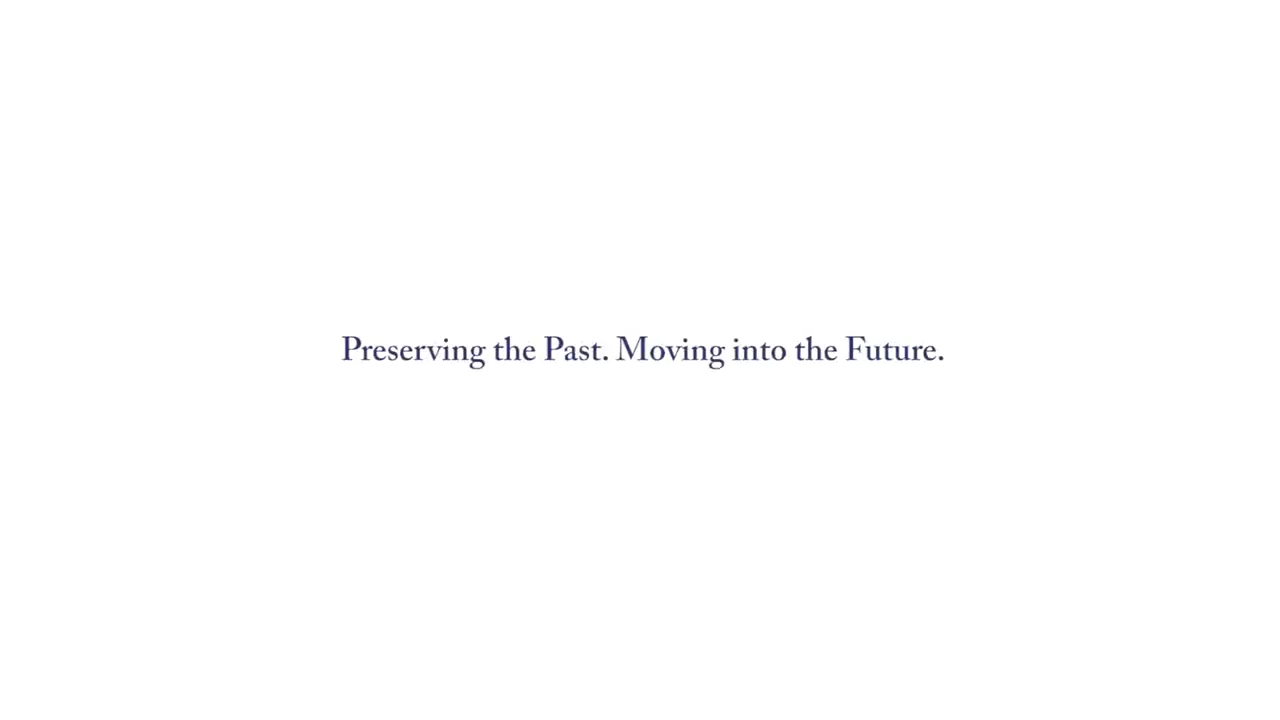 Preserving the Past. Moving into the Future.